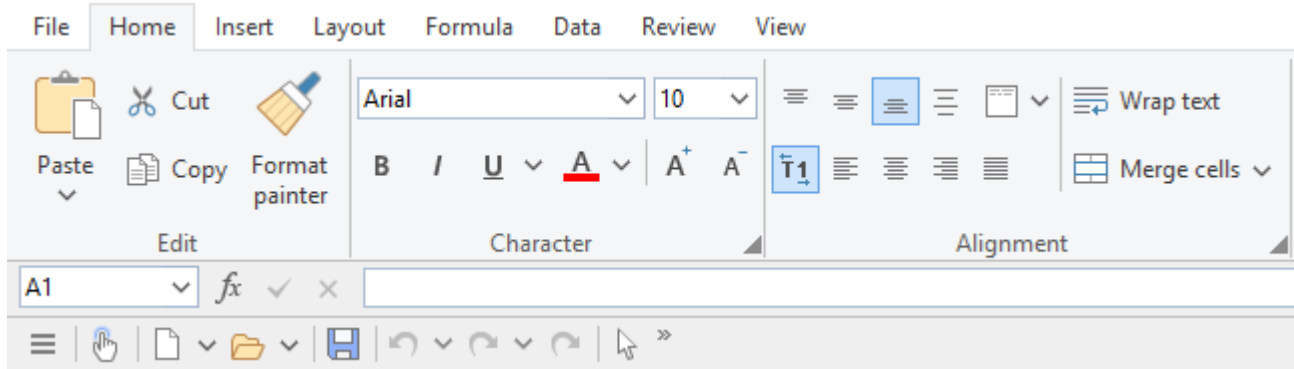 File Home Insert Layout Formula Data Review View
Cut Arial 10 Wrap text
Paste Copy Format painter B I U A A+ A- T1 Merge cells
Edit Character Alignment
A1 fx